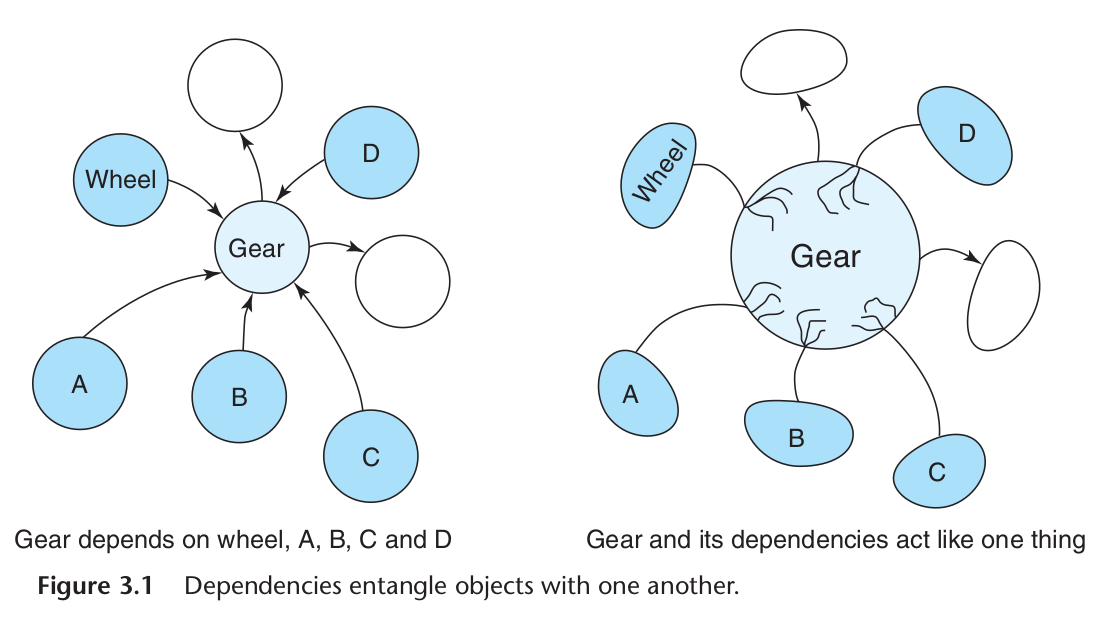 Wheel
D
Gear
A
B
C
Gear depends on wheel, A, B, C and D
Wheel
D
Gear
A
B
C
Gear and its dependencies act like one thing
Figure 3.1 Dependencies entangle objects with one another.